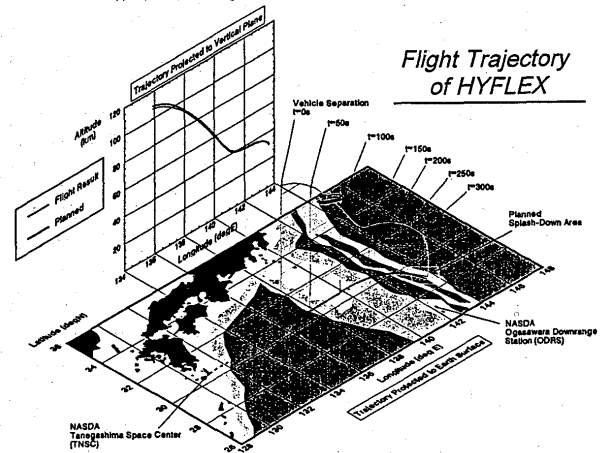 Flight Trajectory
of HYFLEX
Trajectory Projected to Vertical Plane
Altitude
(km)
120
100
80
60
40
20
Flight Result
Planned
134
136
138
140
142
144
Longitude (degE)
Vehicle Separation
t=0s
t=50s
t=100s
t=150s
t=200s
t=250s
t=300s
Planned
Splash-Down Area
Latitude (degN)
36
34
32
30
28
26
128
130
132
134
136
138
140
142
144
146
148
Longitude (deg E)
Trajectory Projected to Earth Surface
NASDA
Ogasawara Downrange
Station (ODRS)
NASDA
Tanegashima Space Center
(TNSC)